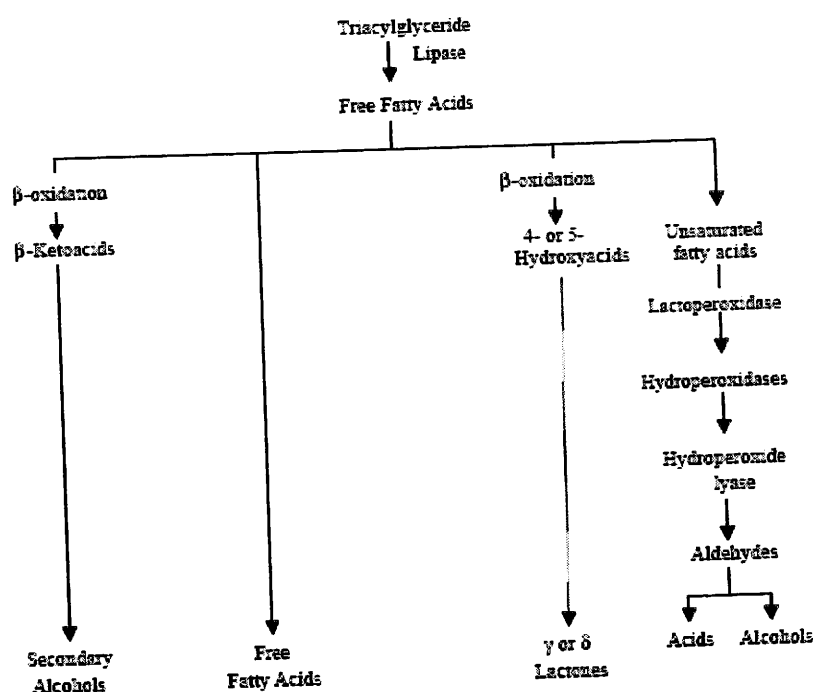 Triacylglyceride
Lipase
Free Fatty Acids
β-oxidation
β-Ketoacids
β-oxidation
4- or 5-
Hydroxyacids
Unsaturated
fatty acids
Lactoperoxidase
Hydroperoxidases
Hydroperoxide
lyase
Aldehydes
Secondary
Alcohols
Free
Fatty Acids
γ or δ
Lactones
Acids
Alcohols